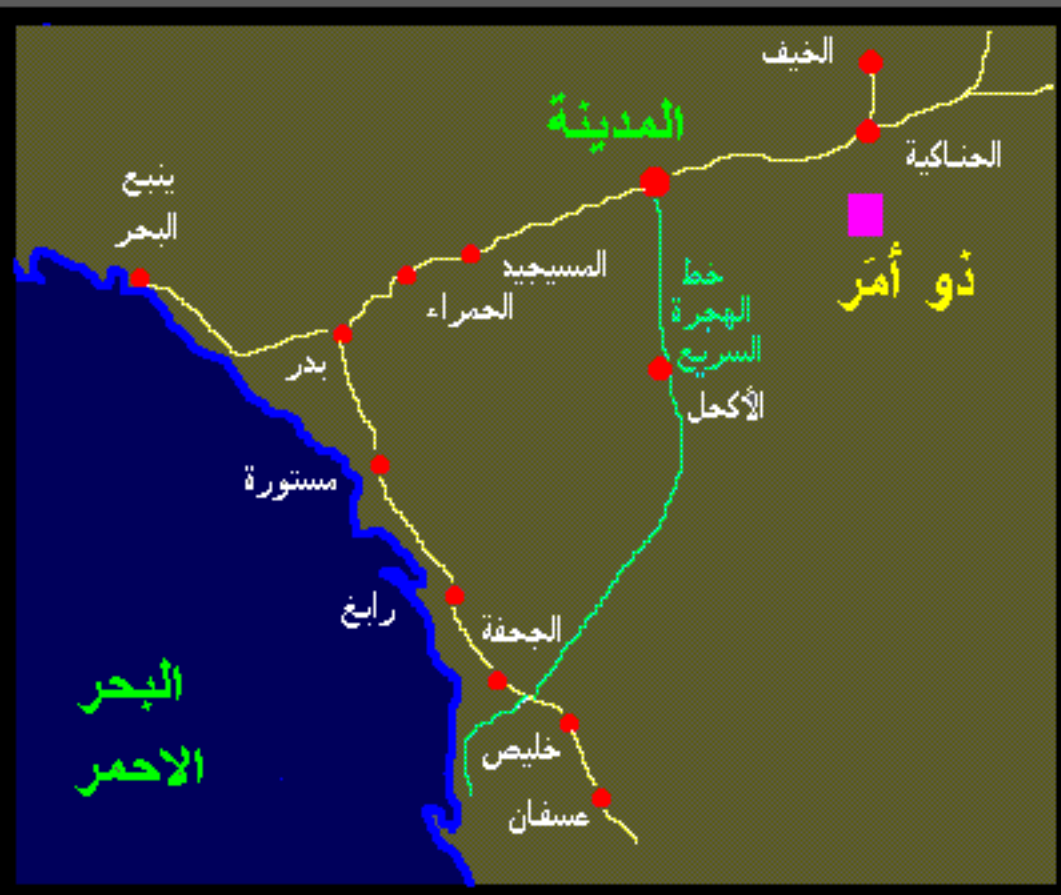 الخيف
المدينة
الحناكية
ينبع
البحر
ذو أمَر
المسيجيد
خط
الهجرة
السريع
الحمراء
بدر
الأكحل
مستورة
رابغ
الجحفة
البحر
الاحمر
خليص
عسفان